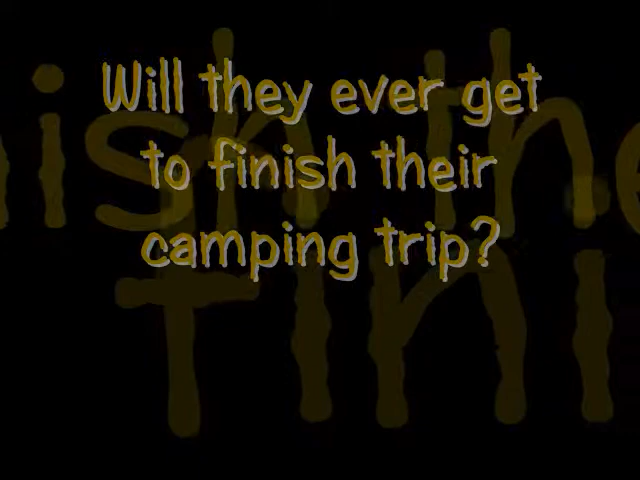 Will they ever get
to finish their
camping trip?